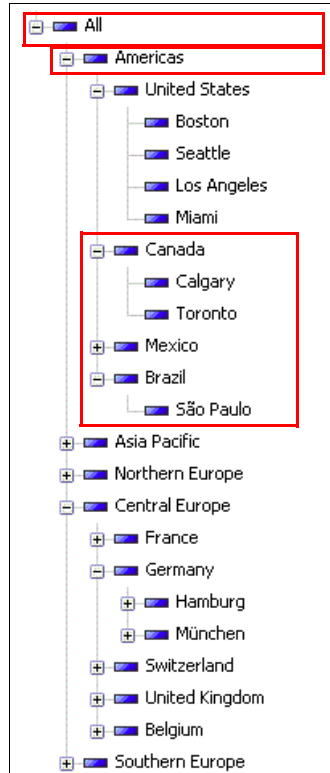 All
Americas
United States
Boston
Seattle
Los Angeles
Miami
Canada
Calgary
Toronto
Mexico
Brazil
São Paulo
Asia Pacific
Northern Europe
Central Europe
France
Germany
Hamburg
München
Switzerland
United Kingdom
Belgium
Southern Europe